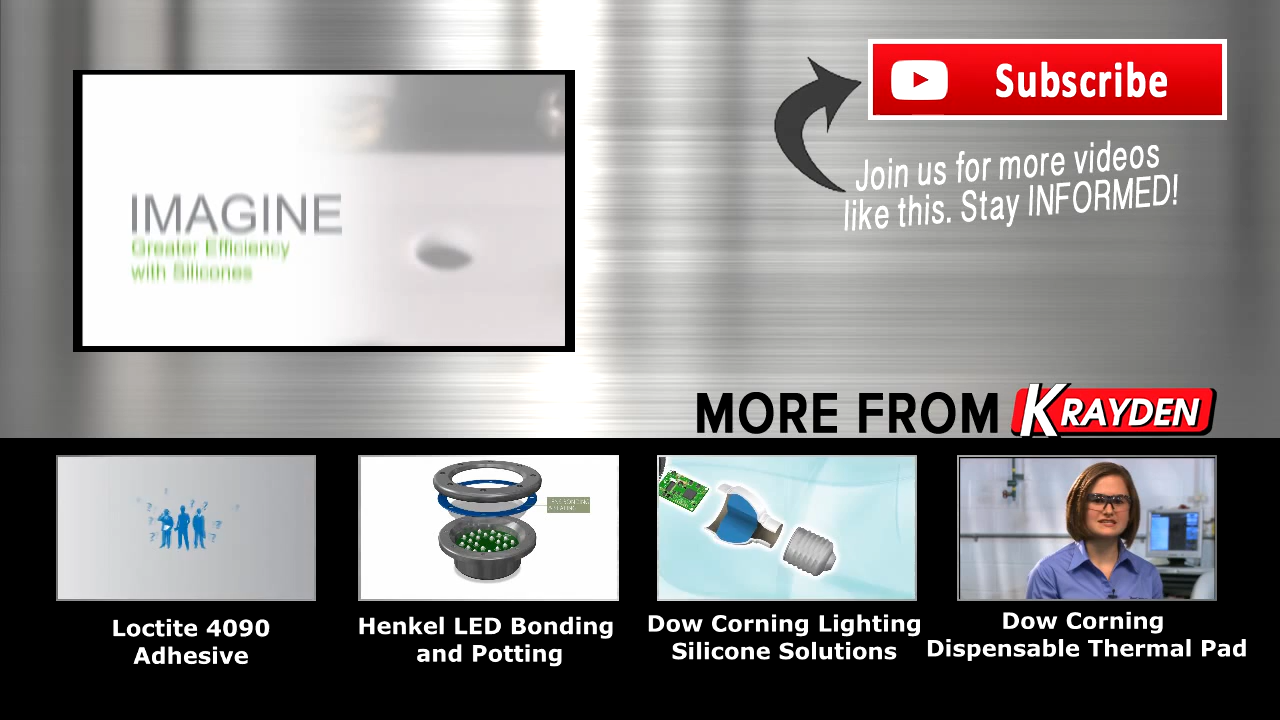 IMAGINE
Greater Efficiency
with Silicones
Subscribe
Join us for more videos
like this. Stay INFORMED!
MORE FROM KRAYDEN
Loctite 4090
Adhesive
Henkel LED Bonding
and Potting
Dow Corning Lighting
Silicone Solutions
Dow Corning
Dispensable Thermal Pad